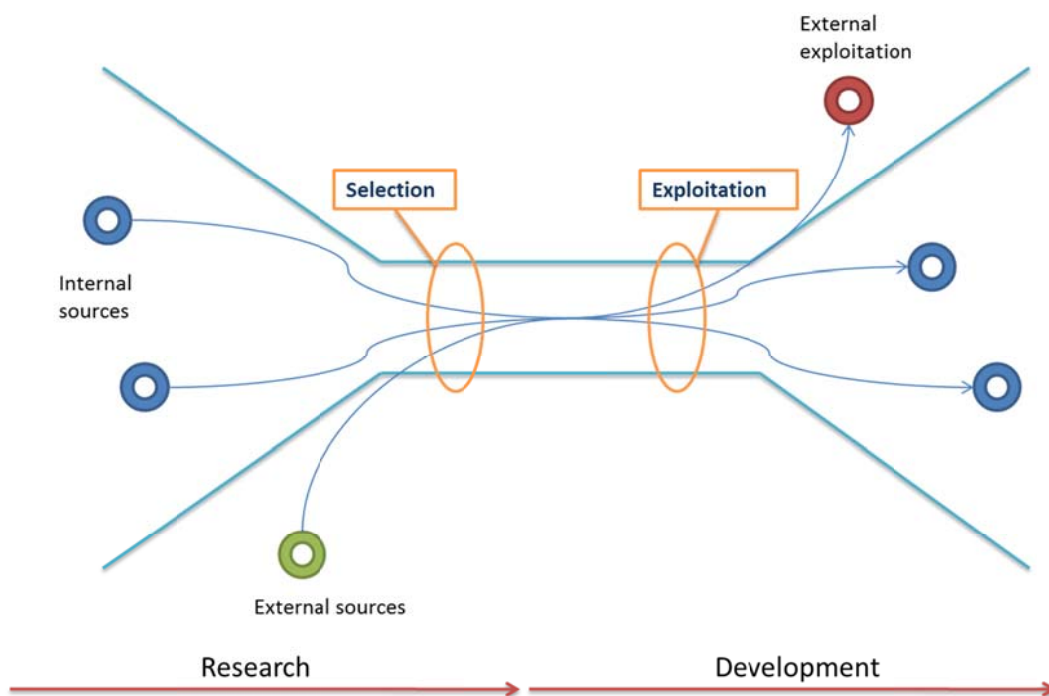 External
exploitation
Selection
Exploitation
Internal
sources
External sources
Research
Development